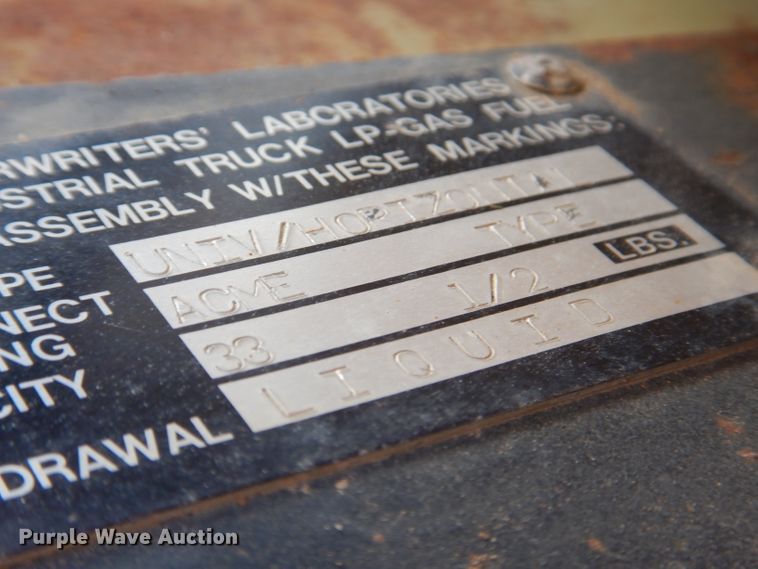 RWRITERS' LABORATORIES
STRIAL TRUCK LP-GAS FUEL
ASSEMBLY W/THESE MARKINGS:
PE UNIV/HORIZONTAL
NECT ACME TYPE
NG
CITY 33 1/2 LBS.
DRAWAL LIQUID
Purple Wave Auction